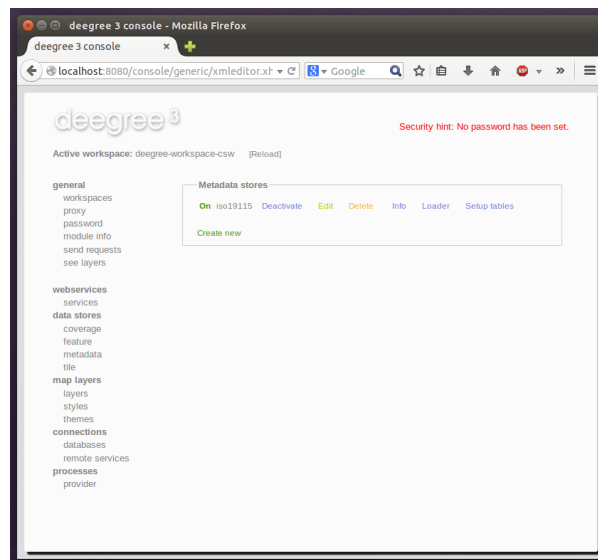 deegree 3 console - Mozilla Firefox
deegree 3 console
localhost:8080/console/generic/xmleditor.xh
Google
ABP
deegree 3
Security hint: No password has been set.
Active workspace: deegree-workspace-csw [Reload]
general
workspaces
proxy
password
module info
send requests
see layers
webservices
services
data stores
coverage
feature
metadata
tile
map layers
layers
styles
themes
connections
databases
remote services
processes
provider
Metadata stores
On iso19115 Deactivate Edit Delete Info Loader Setup tables
Create new